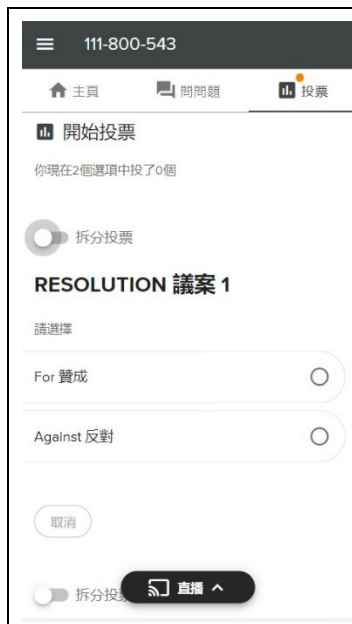 111-800-543
主頁 問問題 投票
開始投票
你現在2個選項中投了0個
拆分投票
RESOLUTION 議案 1
請選擇
For 贊成
Against 反對
取消
拆分投票
直播